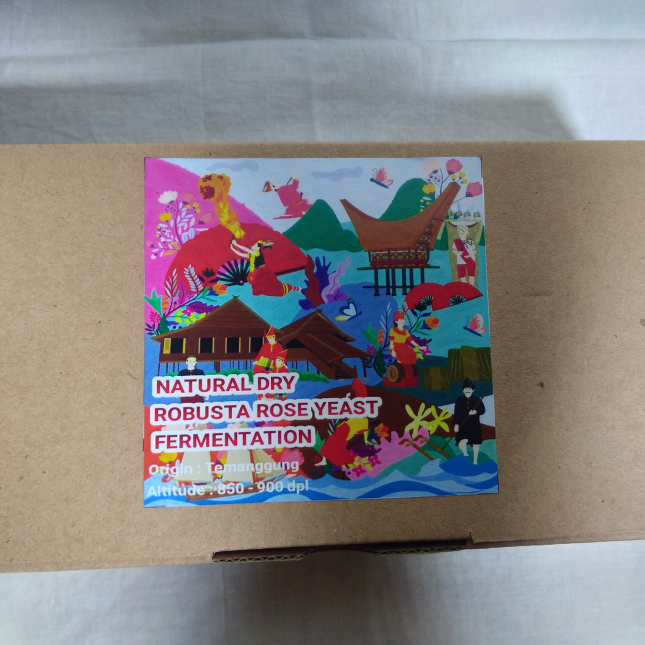 NATURAL DRY
ROBUSTA ROSE YEAST
FERMENTATION
Origin : Temanggung
Altitude : 850 - 900 dpl